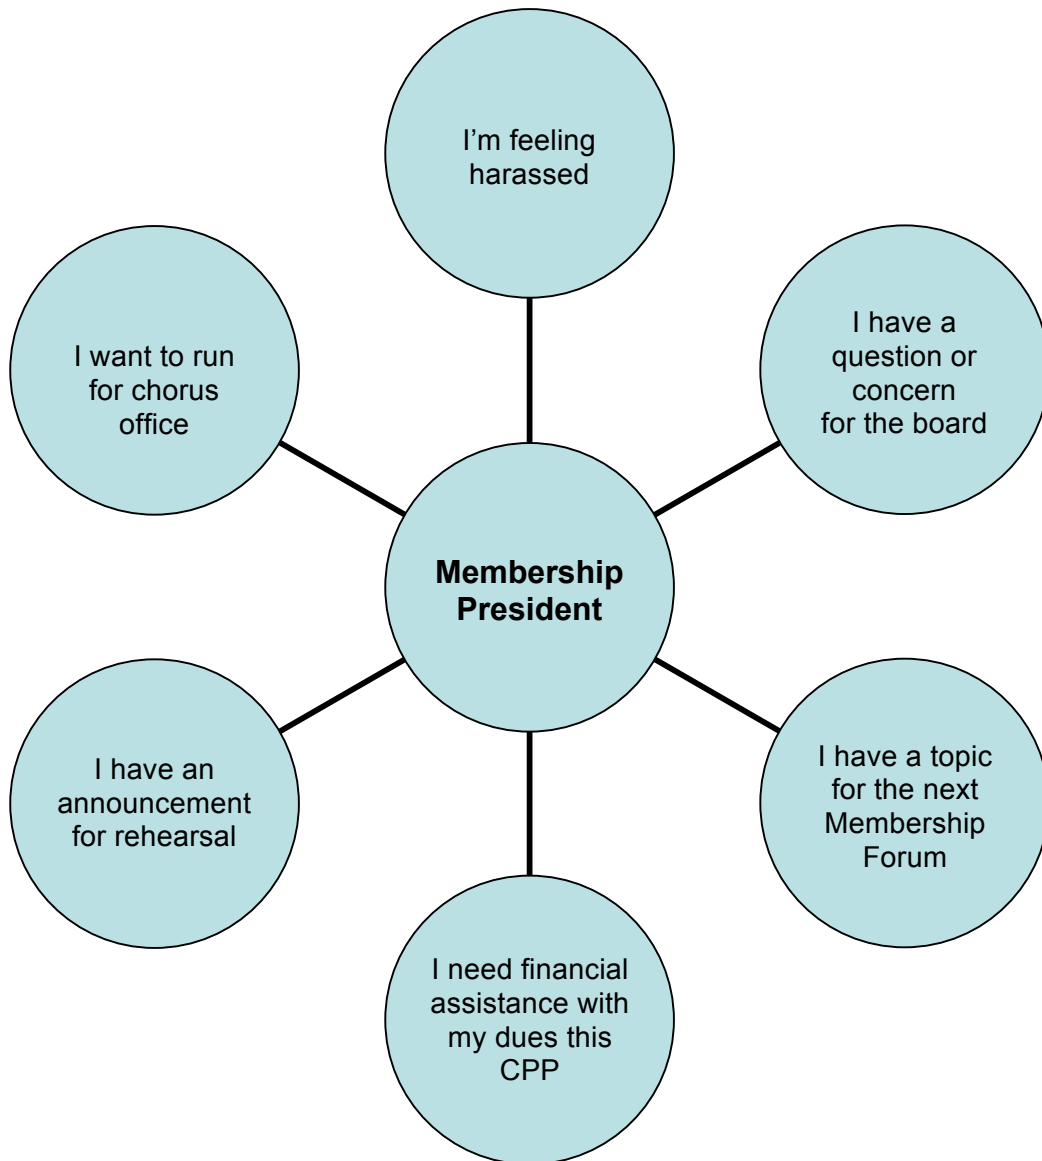 I'm feeling
harassed
I want to run
for chorus
office
I have a
question or
concern
for the board
Membership
President
I have an
announcement
for rehearsal
I have a topic
for the next
Membership
Forum
I need financial
assistance with
my dues this
CPP